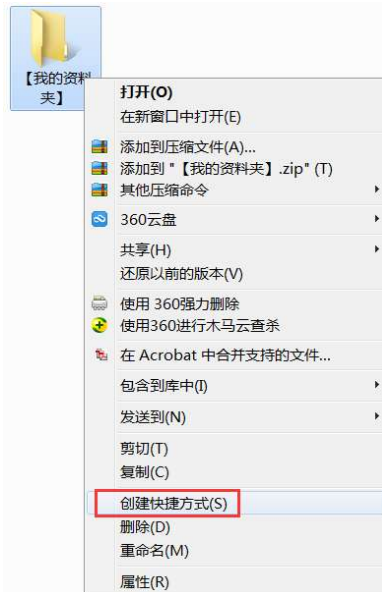 【我的资料
夹】
打开(O)
在新窗口中打开(E)
添加到压缩文件(A)...
添加到 "【我的资料夹】.zip" (T)
其他压缩命令
360云盘
共享(H)
还原以前的版本(V)
使用 360强力删除
使用360进行木马云查杀
在 Acrobat 中合并支持的文件...
包含到库中(I)
发送到(N)
剪切(T)
复制(C)
创建快捷方式(S)
删除(D)
重命名(M)
属性(R)